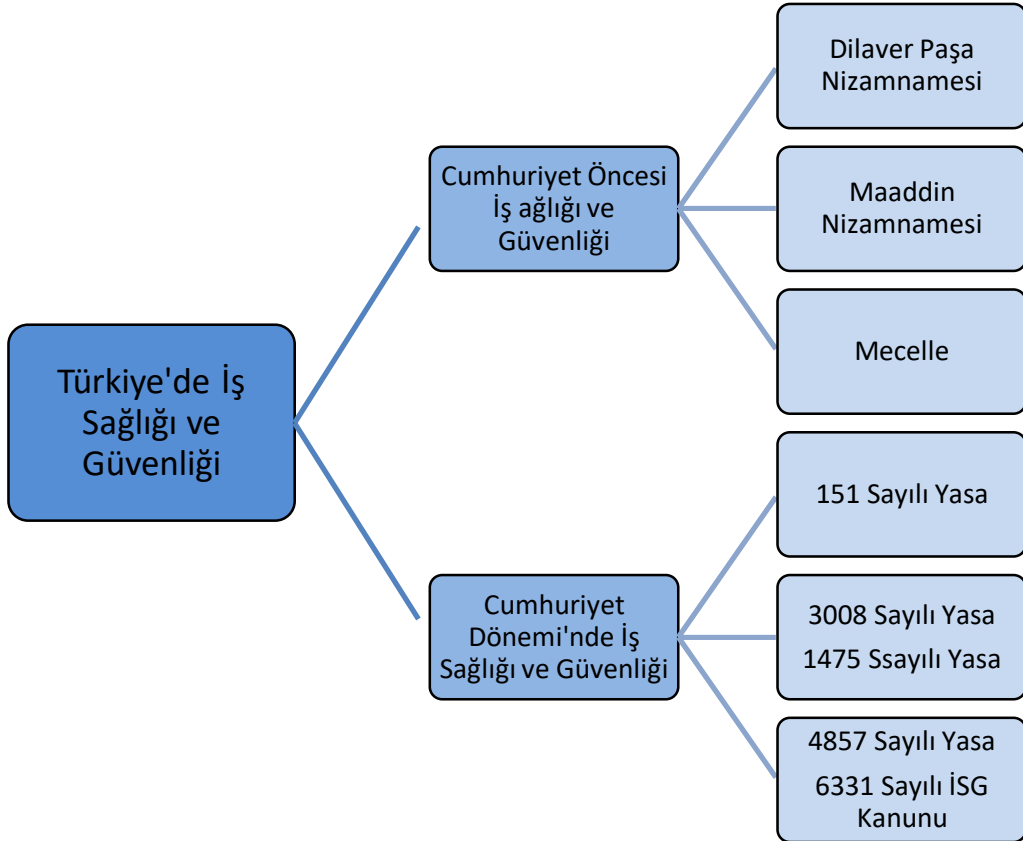 Türkiye'de İş
Sağlığı ve
Güvenliği
Cumhuriyet Öncesi
İş ağlığı ve
Güvenliği
Dilaver Paşa
Nizamnamesi
Maaddin
Nizamnamesi
Mecelle
Cumhuriyet
Dönemi'nde İş
Sağlığı ve Güvenliği
151 Sayılı Yasa
3008 Sayılı Yasa
1475 Ssayılı Yasa
4857 Sayılı Yasa
6331 Sayılı İSG
Kanunu